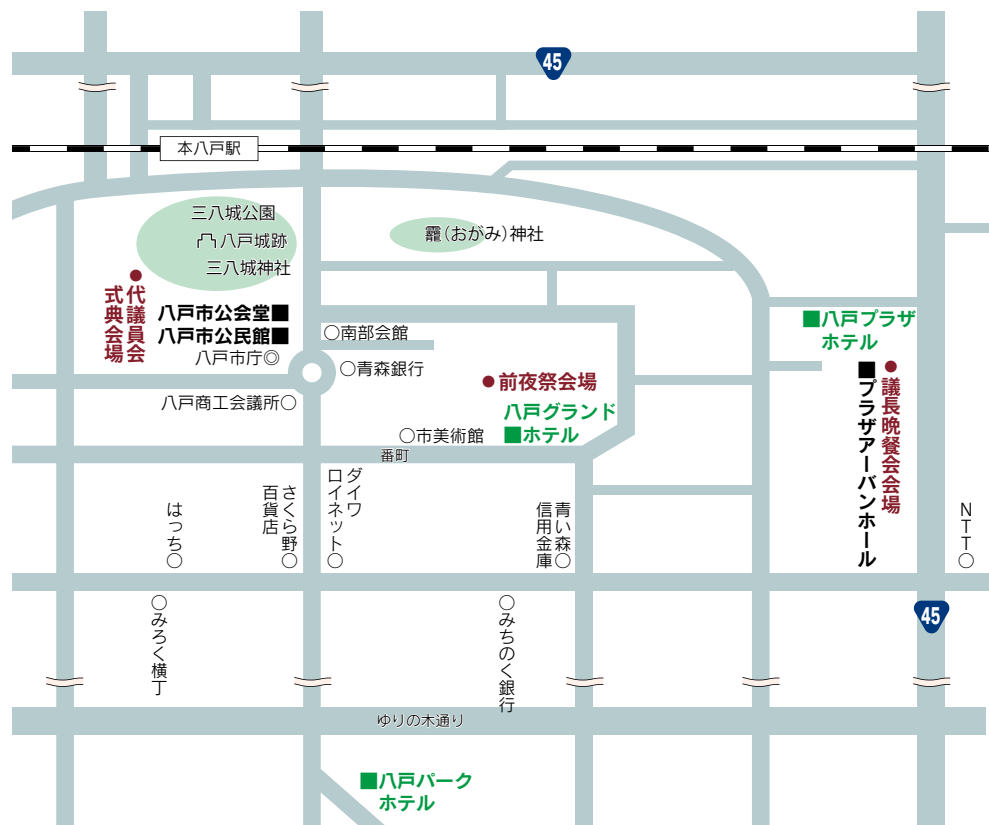 45
本八戸駅
三八城公園
八戸城跡
三八城神社
龗(おがみ)神社
代議員会
式典会場
八戸市公会堂■
八戸市公民館■
八戸市庁◎
○南部会館
○青森銀行
八戸商工会議所○
●前夜祭会場
八戸グランド
■ホテル
○市美術館
番町
■八戸プラザ
ホテル
●議長晩餐会会場
■プラザアーバンホール
はっち○
さくら野○
百貨店
ダイワ
ロイネット○
青い森○
信用金庫
NTT○
○みろく横丁
○みちのく銀行
45
ゆりの木通り
■八戸パーク
ホテル